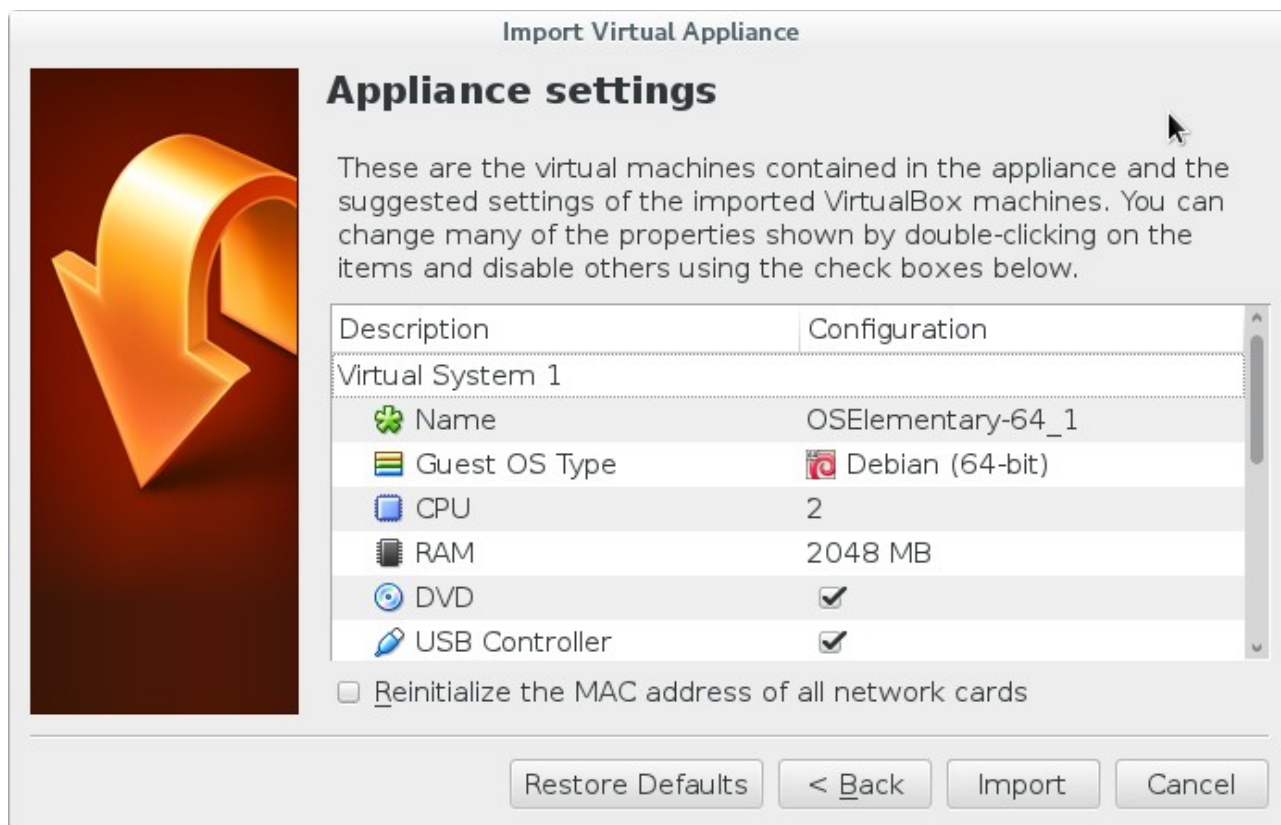 Import Virtual Appliance
Appliance settings
These are the virtual machines contained in the appliance and the
suggested settings of the imported VirtualBox machines. You can
change many of the properties shown by double-clicking on the
items and disable others using the check boxes below.
Description Configuration
Virtual System 1
Name OSElementary-64_1
Guest OS Type Debian (64-bit)
CPU 2
RAM 2048 MB
DVD
USB Controller
Reinitialize the MAC address of all network cards
Restore Defaults < Back Import Cancel